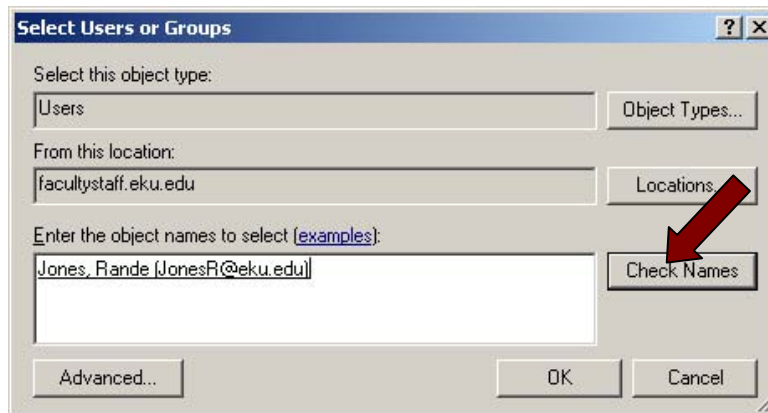 Select Users or Groups
Select this object type:
Users
Object Types...
From this location:
facultystaff.eku.edu
Locations.
Enter the object names to select (examples):
Jones, Rande (JonesR@eku.edu)
Check Names
Advanced...
OK
Cancel